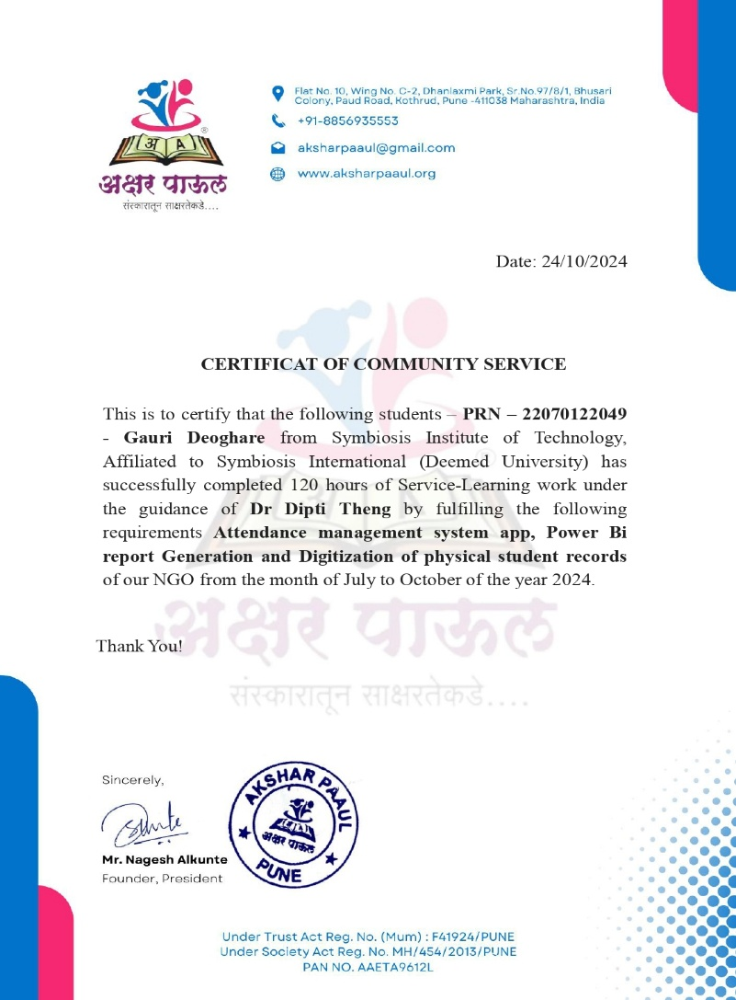 अ A ®
अक्षर पाऊल
संस्कारातून साक्षरतेकडे....
Flat No. 10, Wing No. C-2, Dhanlaxmi Park, Sr.No.97/8/1, Bhusari
Colony, Paud Road, Kothrud, Pune -411038 Maharashtra, India
+91-8856935553
aksharpaaul@gmail.com
www.aksharpaaul.org
Date: 24/10/2024
CERTIFICAT OF COMMUNITY SERVICE
This is to certify that the following students – PRN – 22070122049
- Gauri Deoghare from Symbiosis Institute of Technology,
Affiliated to Symbiosis International (Deemed University) has
successfully completed 120 hours of Service-Learning work under
the guidance of Dr Dipti Theng by fulfilling the following
requirements Attendance management system app, Power Bi
report Generation and Digitization of physical student records
of our NGO from the month of July to October of the year 2024.
अक्षर पाऊल
Thank You!
संस्कारातून साक्षरतेकडे....
Sincerely,
Mr. Nagesh Alkunte
Founder, President
AKSHAR PAAUL
अक्षर पाऊल
PUNE
Under Trust Act Reg. No. (Mum) : F41924/PUNE
Under Society Act Reg. No. MH/454/2013/PUNE
PAN NO. AAETA9612L